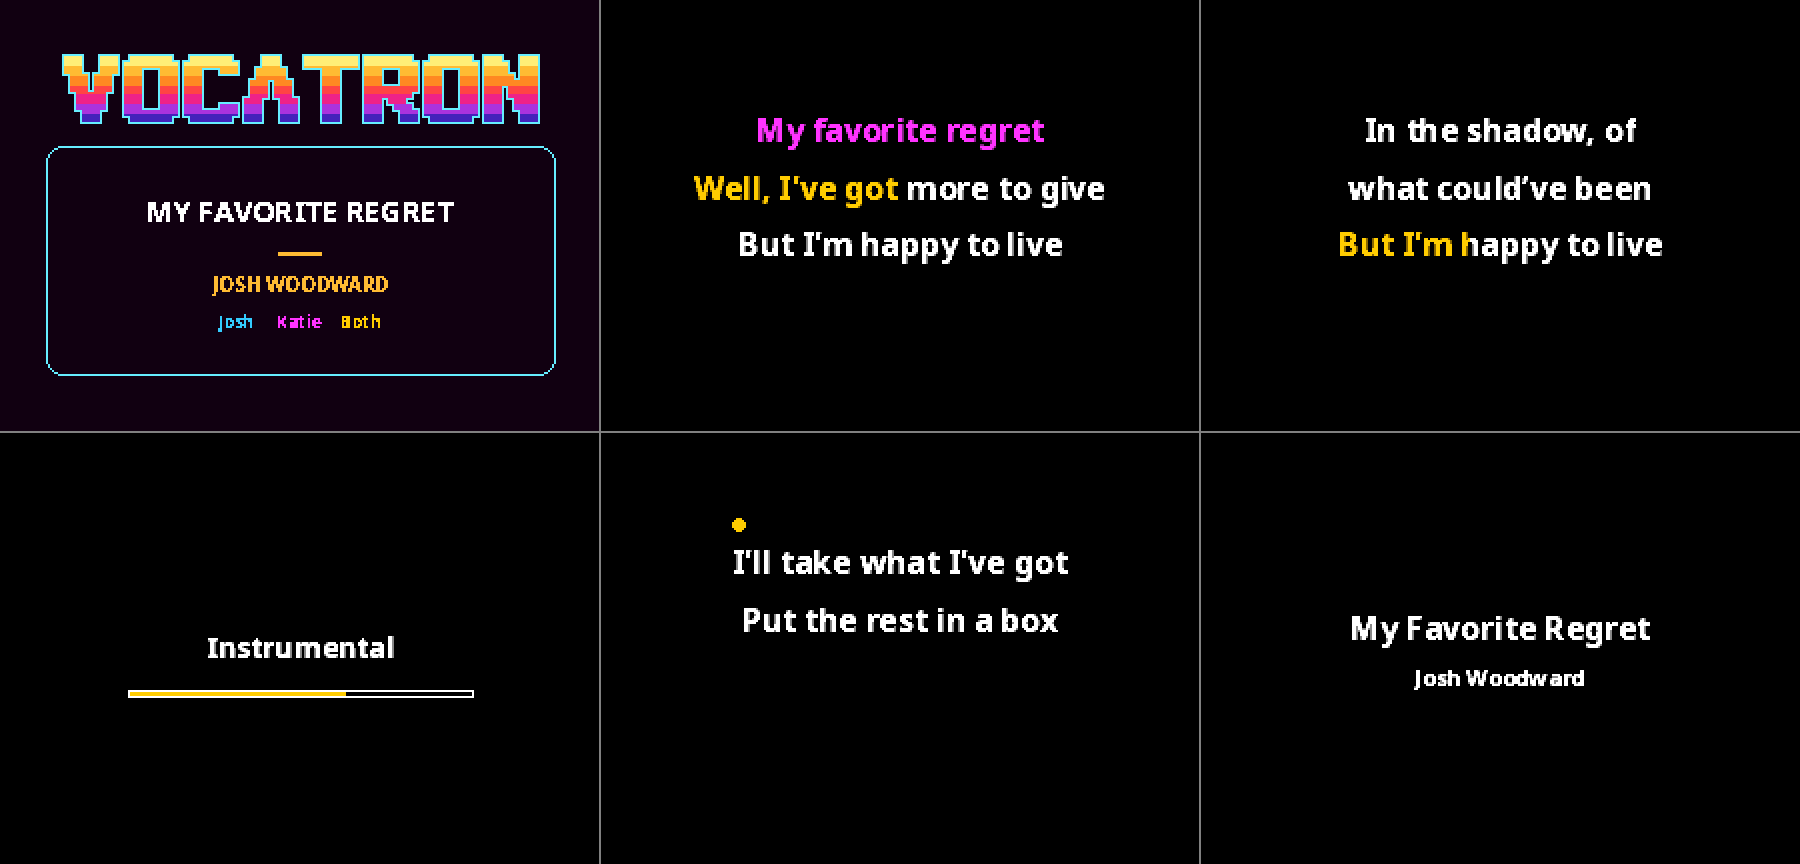 VOCATRON
MY FAVORITE REGRET
JOSH WOODWARD
Josh Katie Both
My favorite regret
Well, I've got more to give
But I'm happy to live
In the shadow, of
what could’ve been
But I'm happy to live
Instrumental
I'll take what I've got
Put the rest in a box
My Favorite Regret
Josh Woodward